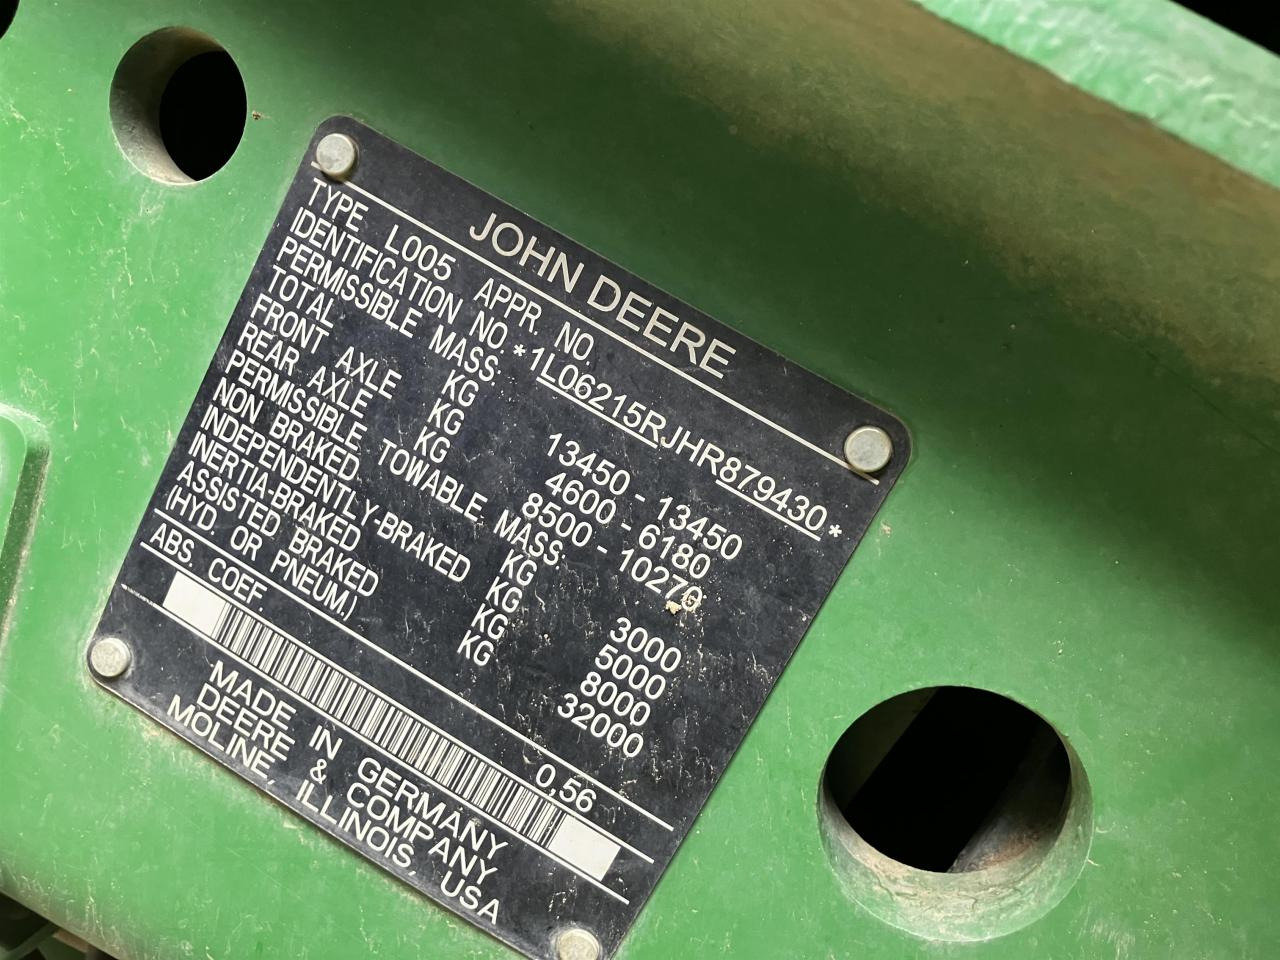 JOHN DEERE
TYPE L005 APPR. NO.
IDENTIFICATION NO *1L06215RJHR879430*
PERMISSIBLE MASS.
TOTAL KG 13450 - 13450
FRONT AXLE KG 4600 - 6180
REAR AXLE KG 8500 - 10270
PERMISSIBLE TOWABLE MASS:
NON BRAKED KG 3000
INDEPENDENTLY-BRAKED KG 5000
INERTIA-BRAKED KG 8000
ASSISTED BRAKED KG 32000
(HYD. OR PNEUM.)
ABS. COEF. 0,56
MADE IN GERMANY
DEERE & COMPANY
MOLINE, ILLINOIS, USA